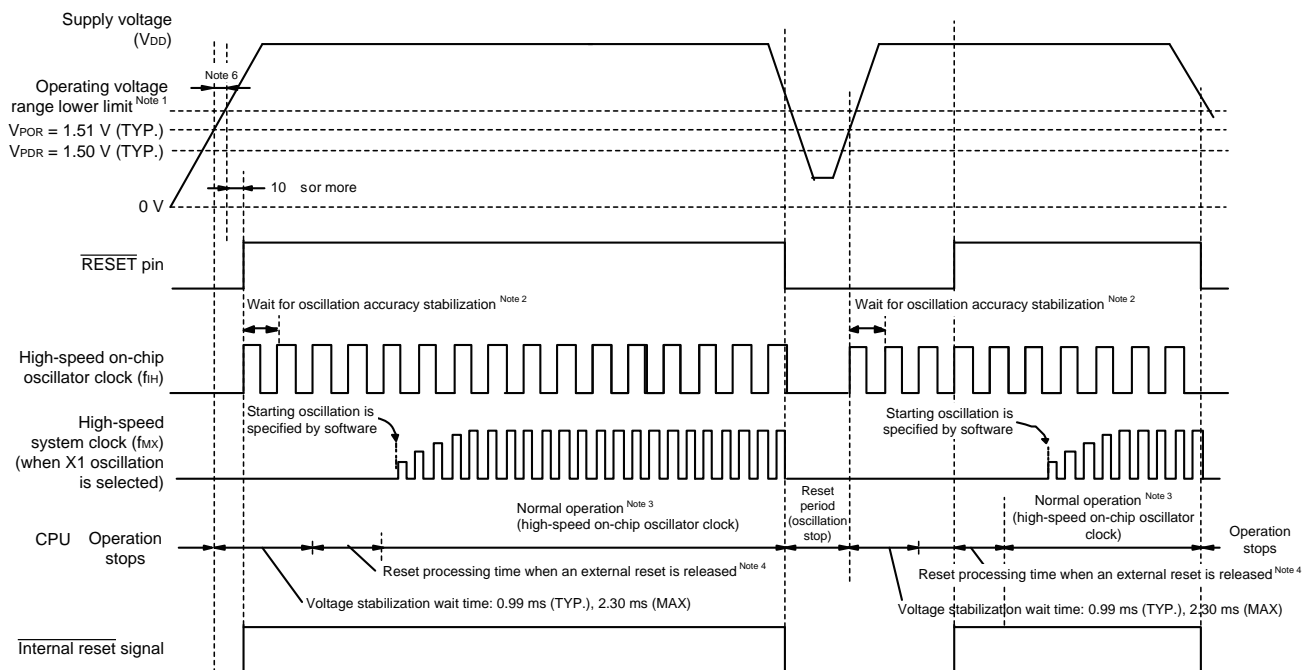 Supply voltage
(VDD)
Note 6
Operating voltage
range lower limit Note 1
VPOR = 1.51 V (TYP.)
VPDR = 1.50 V (TYP.)
10 s or more
0 V
RESET pin
Wait for oscillation accuracy stabilization Note 2
Wait for oscillation accuracy stabilization Note 2
High-speed on-chip
oscillator clock (fIH)
Starting oscillation is
specified by software
Starting oscillation is
specified by software
High-speed
system clock (fMX)
(when X1 oscillation
is selected)
Normal operation Note 3
(high-speed on-chip oscillator clock)
Reset
period
(oscillation
stop)
Normal operation Note 3
(high-speed on-chip oscillator
clock)
CPU
Operation
stops
Operation
stops
Reset processing time when an external reset is released Note 4
Reset processing time when an external reset is released Note 4
Voltage stabilization wait time: 0.99 ms (TYP.), 2.30 ms (MAX)
Voltage stabilization wait time: 0.99 ms (TYP.), 2.30 ms (MAX)
Internal reset signal